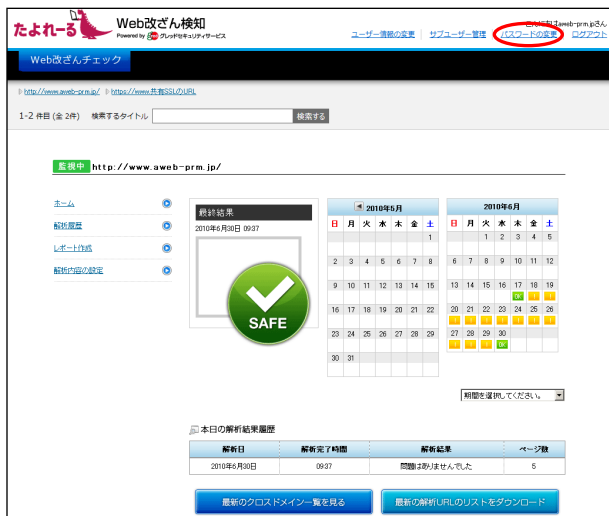 たよれーる Web改ざん検知
Powered by グレッドセキュリティサービス
こんにちはaweb-prm.jpさん
ユーザー情報の変更 | サブユーザー管理 パスワードの変更 ログアウト
Web改ざんチェック
http://www.aweb-prm.jp/ https://www.共有SSLのURL
1-2 件目 (全 2件) 検索するタイトル 検索する
監視中 http://www.aweb-prm.jp/
ホーム
解析履歴
レポート作成
解析内容の設定
最終結果
2010年6月30日 09:37
SAFE
2010年5月
日 月 火 水 木 金 土
1
2 3 4 5 6 7 8
9 10 11 12 13 14 15
16 17 18 19 20 21 22
23 24 25 26 27 28 29
30 31
2010年6月
日 月 火 水 木 金 土
1 2 3 4 5
6 7 8 9 10 11 12
13 14 15 16 17 18 19
OK ! !
20 21 22 23 24 25 26
! ! ! ! ! ! !
27 28 29 30
! ! ! OK
期間を選択してください。
本日の解析結果履歴
解析日 解析完了時間 解析結果 ページ数
2010年6月30日 09:37 問題はありませんでした 5
最新のクロスドメイン一覧を見る 最新の解析URLのリストをダウンロード